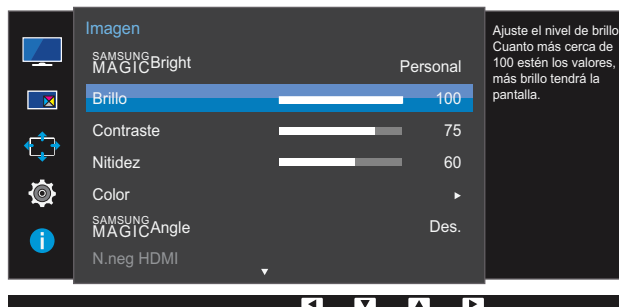 Imagen
SAMSUNG MAGICBright Personal
Brillo 100
Contraste 75
Nitidez 60
Color
SAMSUNG MAGICAngle Des.
N.neg HDMI
Ajuste el nivel de brillo.
Cuanto más cerca de
100 estén los valores,
más brillo tendrá la
pantalla.